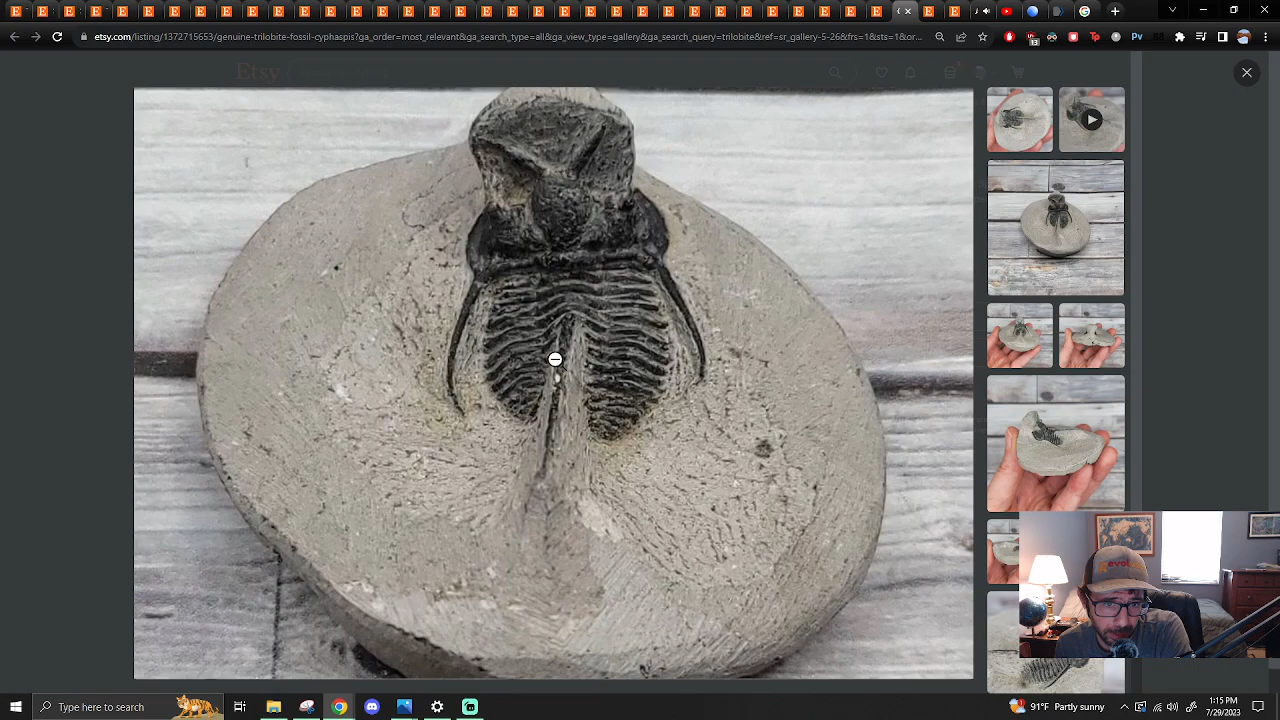 etsy.com/listing/1372715653/genuine-trilobite-fossil-cyphaspis?ga_order=most_relevant&ga_search_type=all&ga_view_type=gallery&ga_search_query=trilobite&ref=sr_gallery-5-26&frs=1&sts=1&or...
Etsy
Type here to search
91°F Partly sunny
1:15 PM
7/29/2023